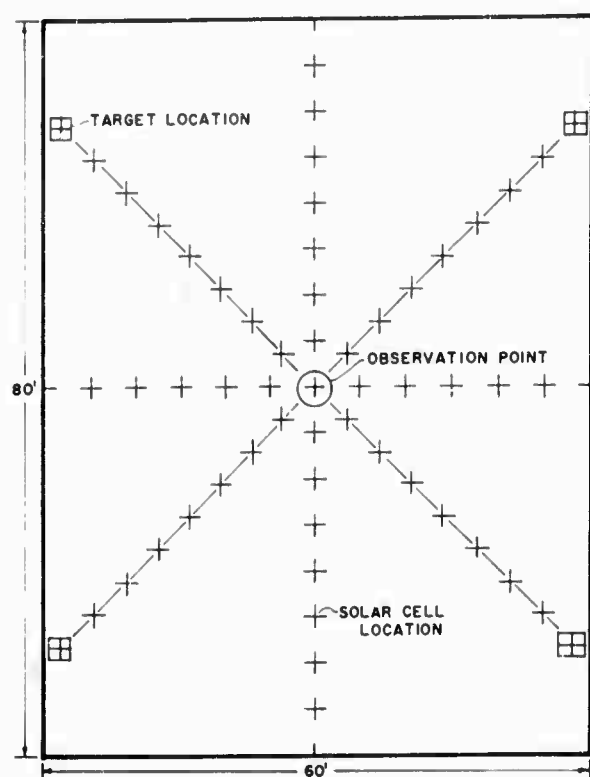 TARGET LOCATION
OBSERVATION POINT
80'
SOLAR CELL
LOCATION
60'